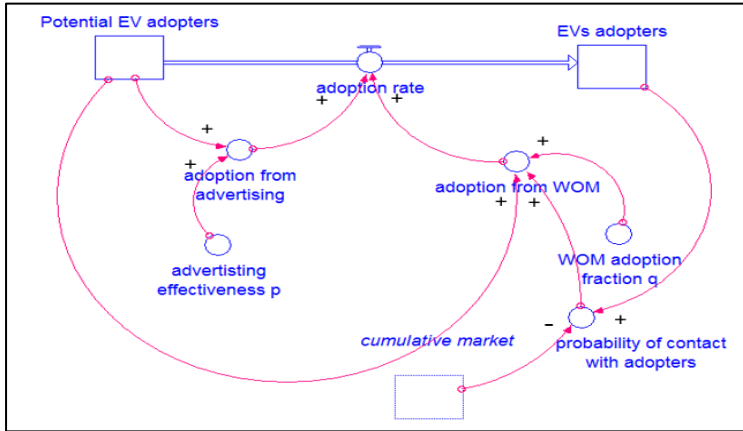 Potential EV adopters
EVs adopters
adoption rate
+
+
+
+
+
adoption from
advertising
adoption from WOM
+
+
advertisting
effectiveness p
WOM adoption
fraction q
cumulative market
-
+
probability of contact
with adopters